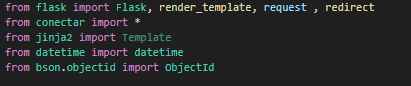 from flask import Flask, render_template, request , redirect
from conectar import *
from jinja2 import Template
from datetime import datetime
from bson.objectid import ObjectId